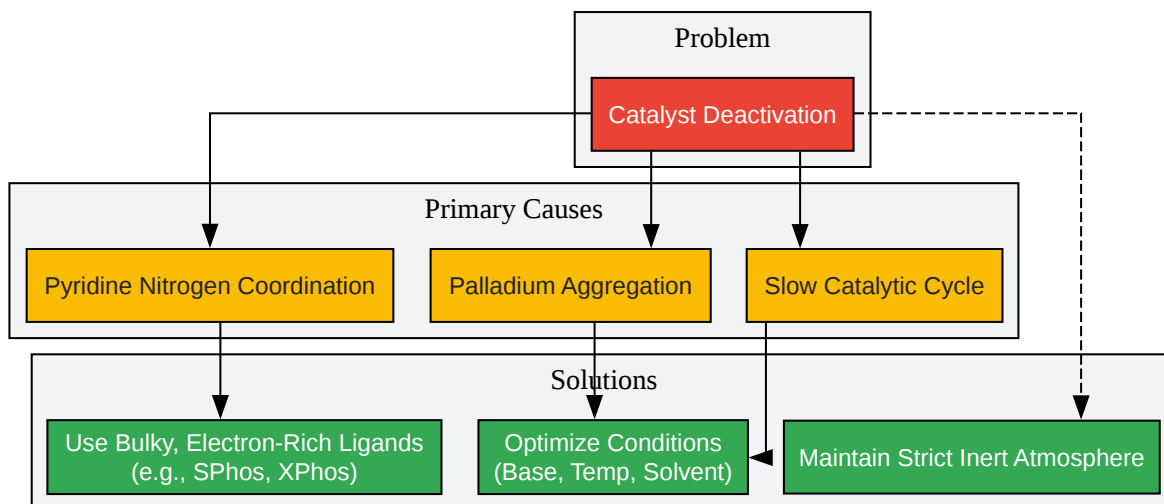 Problem
Catalyst Deactivation
Primary Causes
Pyridine Nitrogen Coordination
Palladium Aggregation
Slow Catalytic Cycle
Solutions
Use Bulky, Electron-Rich Ligands
(e.g., SPhos, XPhos)
Optimize Conditions
(Base, Temp, Solvent)
Maintain Strict Inert Atmosphere